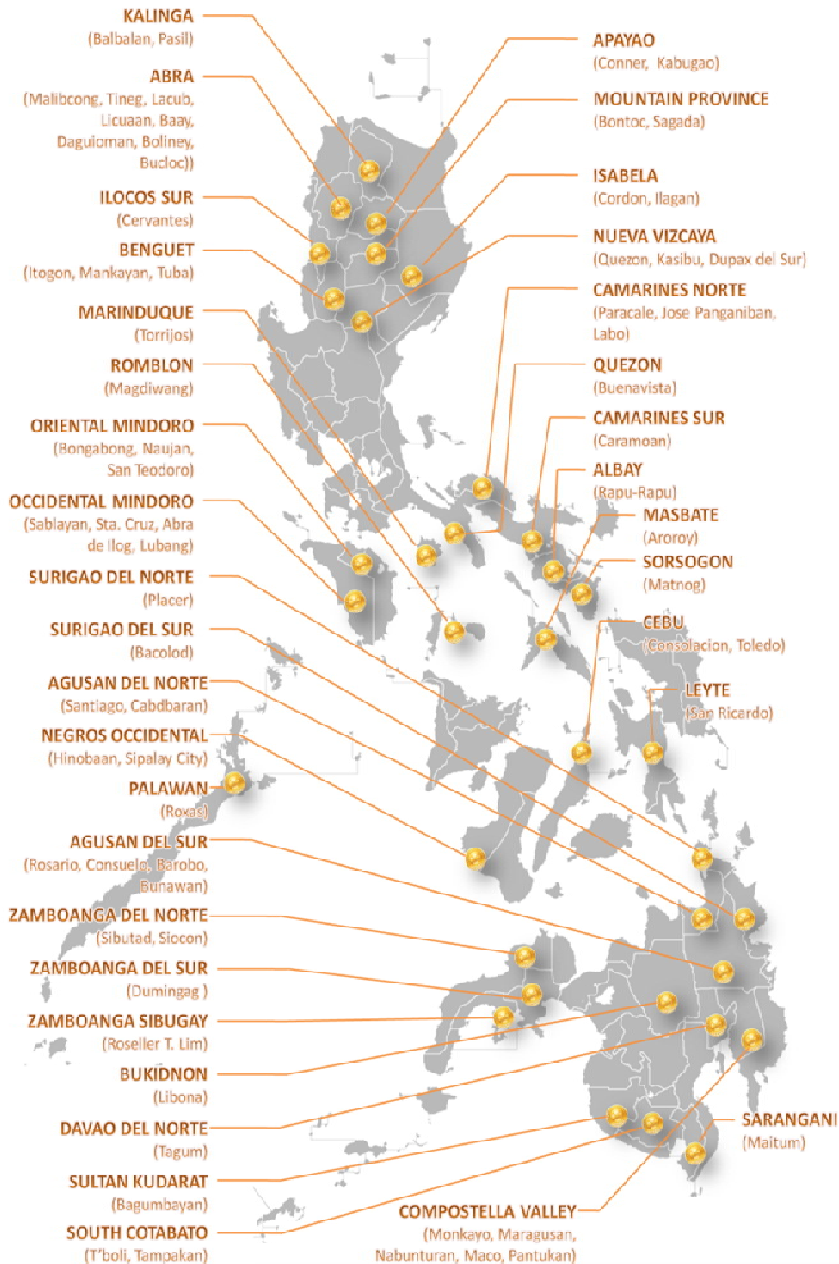 KALINGA
(Balbalan, Pasil)
ABRA
(Malibcong, Tineg, Lacub,
Licuaan, Baay,
Daguioman, Boliney,
Bucloc))
ILOCOS SUR
(Cervantes)
BENGUET
(Itogon, Mankayan, Tuba)
MARINDUQUE
(Torrijos)
ROMBLON
(Magdiwang)
ORIENTAL MINDORO
(Bongabong, Naujan,
San Teodoro)
OCCIDENTAL MINDORO
(Sablayan, Sta. Cruz, Abra
de Ilog, Lubang)
SURIGAO DEL NORTE
(Placer)
SURIGAO DEL SUR
(Bacolod)
AGUSAN DEL NORTE
(Santiago, Cabdbaran)
NEGROS OCCIDENTAL
(Hinobaan, Sipalay City)
PALAWAN
(Roxas)
AGUSAN DEL SUR
(Rosario, Consuelo, Barobo,
Bunawan)
ZAMBOANGA DEL NORTE
(Sibutad, Siocon)
ZAMBOANGA DEL SUR
(Dumingag )
ZAMBOANGA SIBUGAY
(Roseller T. Lim)
BUKIDNON
(Libona)
DAVAO DEL NORTE
(Tagum)
SULTAN KUDARAT
(Bagumbayan)
SOUTH COTABATO
(T'boli, Tampakan)
APAYAO
(Conner, Kabugao)
MOUNTAIN PROVINCE
(Bontoc, Sagada)
ISABELA
(Cordon, Ilagan)
NUEVA VIZCAYA
(Quezon, Kasibu, Dupax del Sur)
CAMARINES NORTE
(Paracale, Jose Panganiban,
Labo)
QUEZON
(Buenavista)
CAMARINES SUR
(Caramoan)
ALBAY
(Rapu-Rapu)
MASBATE
(Aroroy)
SORSOGON
(Matnog)
CEBU
(Consolacion, Toledo)
LEYTE
(San Ricardo)
SARANGANI
(Maitum)
COMPOSTELLA VALLEY
(Monkayo, Maragusan,
Nabunturan, Maco, Pantukan)